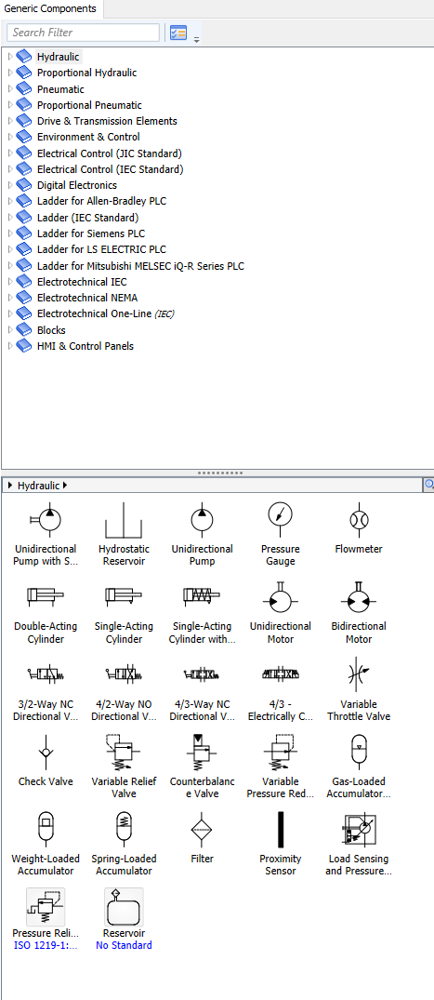 Generic Components
Search Filter
Hydraulic
Proportional Hydraulic
Pneumatic
Proportional Pneumatic
Drive & Transmission Elements
Environment & Control
Electrical Control (JIC Standard)
Electrical Control (IEC Standard)
Digital Electronics
Ladder for Allen-Bradley PLC
Ladder (IEC Standard)
Ladder for Siemens PLC
Ladder for LS ELECTRIC PLC
Ladder for Mitsubishi MELSEC iQ-R Series PLC
Electrotechnical IEC
Electrotechnical NEMA
Electrotechnical One-Line (IEC)
Blocks
HMI & Control Panels
Hydraulic
Unidirectional
Pump with S...
Hydrostatic
Reservoir
Unidirectional
Pump
Pressure
Gauge
Flowmeter
Double-Acting
Cylinder
Single-Acting
Cylinder
Single-Acting
Cylinder with...
Unidirectional
Motor
Bidirectional
Motor
3/2-Way NC
Directional V...
4/2-Way NO
Directional V...
4/3-Way NC
Directional V...
4/3 -
Electrically C...
Variable
Throttle Valve
Check Valve
Variable Relief
Valve
Counterbalanc
e Valve
Variable
Pressure Red...
Gas-Loaded
Accumulator...
Weight-Loaded
Accumulator
Spring-Loaded
Accumulator
Filter
Proximity
Sensor
Load Sensing
and Pressure...
Pressure Reli...
ISO 1219-1:...
Reservoir
No Standard